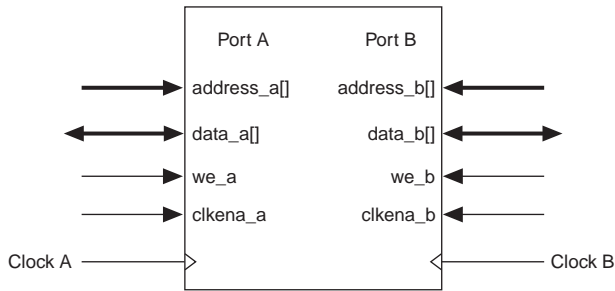 Port A Port B
address_a[] address_b[]
data_a[] data_b[]
we_a we_b
clkena_a clkena_b
Clock A Clock B